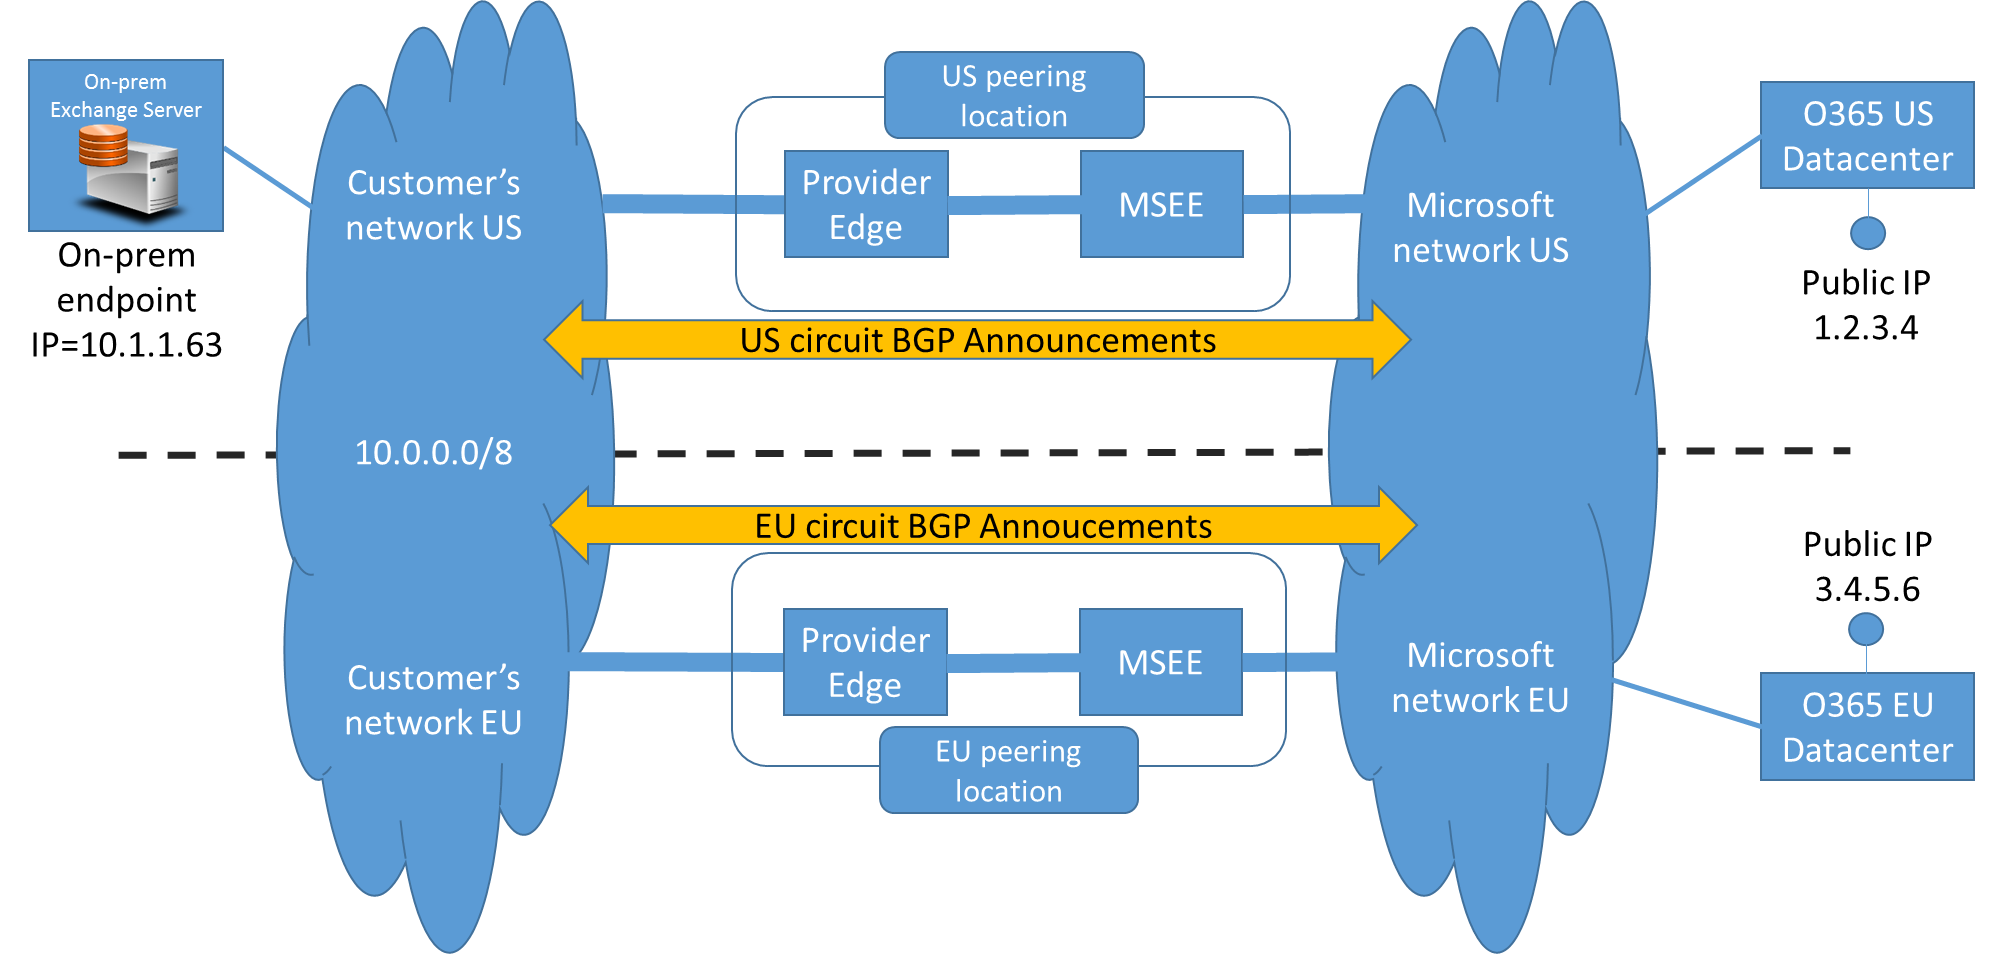 On-prem
Exchange Server
On-prem
endpoint
IP=10.1.1.63
Customer’s
network US
US peering
location
Provider
Edge
MSEE
Microsoft
network US
O365 US
Datacenter
Public IP
1.2.3.4
US circuit BGP Announcements
10.0.0.0/8
EU circuit BGP Annoucements
Customer’s
network EU
Provider
Edge
MSEE
EU peering
location
Microsoft
network EU
Public IP
3.4.5.6
O365 EU
Datacenter